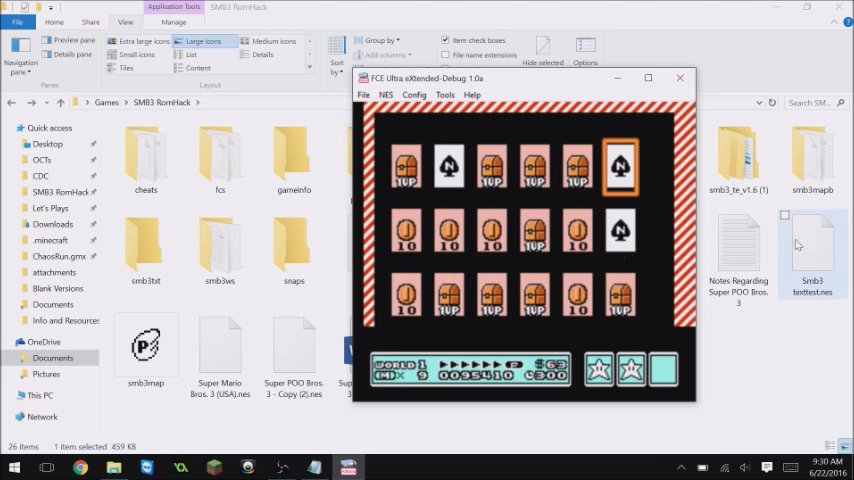 Application Tools
SMB3 RomHack
File
Home
Share
View
Manage
Navigation pane
Preview pane
Details pane
Panes
Extra large icons
Large icons
Medium icons
Small icons
List
Details
Tiles
Content
Layout
Sort by
Group by
Add columns
Item check boxes
File name extensions
Hide selected
Options
Games
SMB3 RomHack
Search SM...
Quick access
Desktop
OCTs
CDC
SMB3 RomHack
Let's Plays
Downloads
.minecraft
ChaosRun.gmx
attachments
Blank Versions
Documents
Info and Resources
OneDrive
Documents
Pictures
This PC
Network
cheats
fcs
gameinfo
smb3_te_v1.6 (1)
smb3mapb
smb3txt
smb3ws
snaps
Notes Regarding
Super POO Bros.
3
Smb3
texttest.nes
smb3map
Super Mario
Bros. 3 (USA).nes
Super POO Bros.
3 - Copy (2).nes
FCE Ultra eXtended-Debug 1.0a
File NES Config Tools Help
1UP N 1UP 1UP 1UP N
10 10 10 1UP 10 N
10 1UP 1UP 1UP 10 1UP
WORLD 1 P $63
M × 9 0095410 300
26 items
1 item selected 459 KB
9:30 AM
6/22/2016